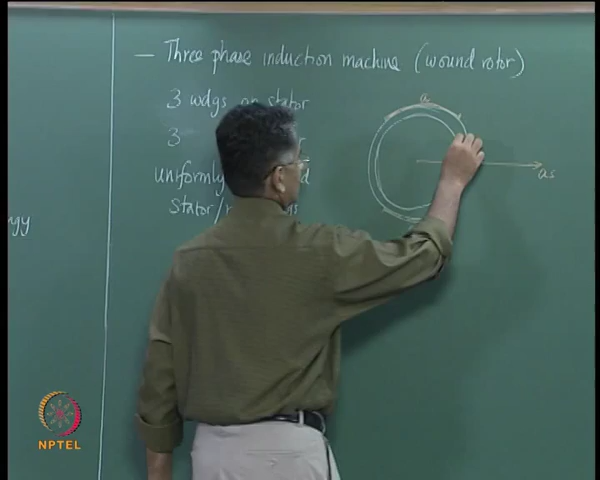 — Three phase induction machine (wound rotor)
3 wdgs on stator
3
uniformly
stator/
a
as
NPTEL